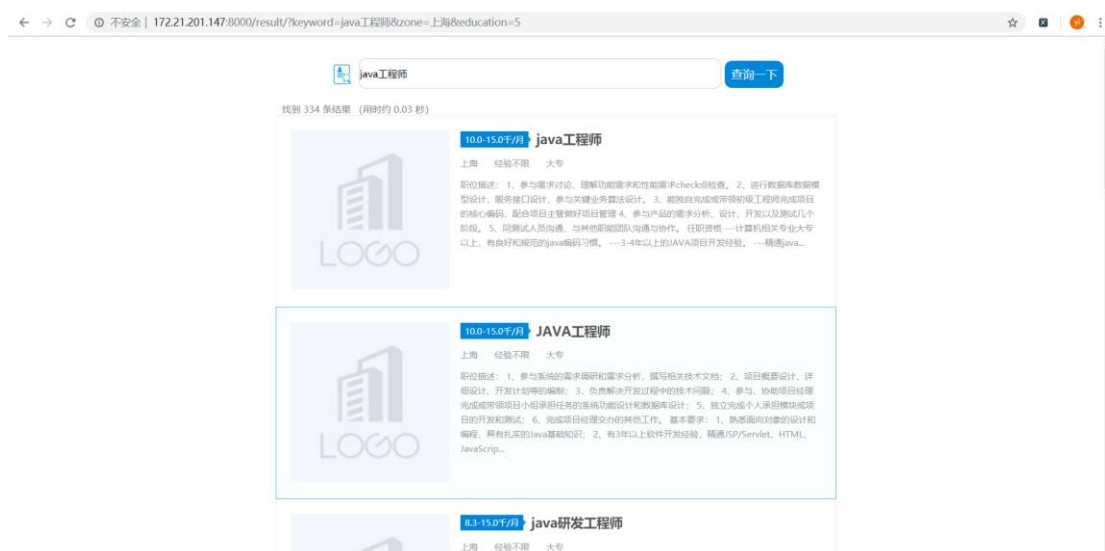 不安全 | 172.21.201.147:8000/result/?keyword=java工程师&zone=上海&education=5
java工程师
查询一下
找到 334 条结果 (用时约 0.03 秒)
LOGO
10.0-15.0千/月 java工程师
上海 经验不限 大专
职位描述: 1、参与需求讨论、理解功能需求和性能需求check点检查。 2、进行数据库数据模
型设计, 服务接口设计, 参与关键业务算法设计。 3、能独自完成或带领初级工程师完成项目
的核心编码、配合项目主管做好项目管理 4、参与产品的需求分析、设计、开发以及测试几个
阶段。 5、同测试人员沟通、与其他职能团队沟通与协作。 任职资格 ---计算机相关专业大专
以上, 有良好和规范的java编码习惯。 ---3-4年以上的JAVA项目开发经验。 ---精通java...
LOGO
10.0-15.0千/月 JAVA工程师
上海 经验不限 大专
职位描述: 1、参与系统的需求调研和需求分析, 撰写相关技术文档; 2、项目概要设计、详
细设计、开发计划等的编制; 3、负责解决开发过程中的技术问题; 4、参与、协助项目经理
完成或带领项目小组承担任务的系统功能设计和数据库设计; 5、独立完成个人承担模块或项
目的开发和测试; 6、完成项目经理交办的其他工作。 基本要求: 1、熟悉面向对象的设计和
编程, 具有扎实的Java基础知识; 2、有3年以上软件开发经验, 精通JSP/Servlet、HTML、
JavaScrip...
8.3-15.0千/月 java研发工程师
上海 经验不限 大专